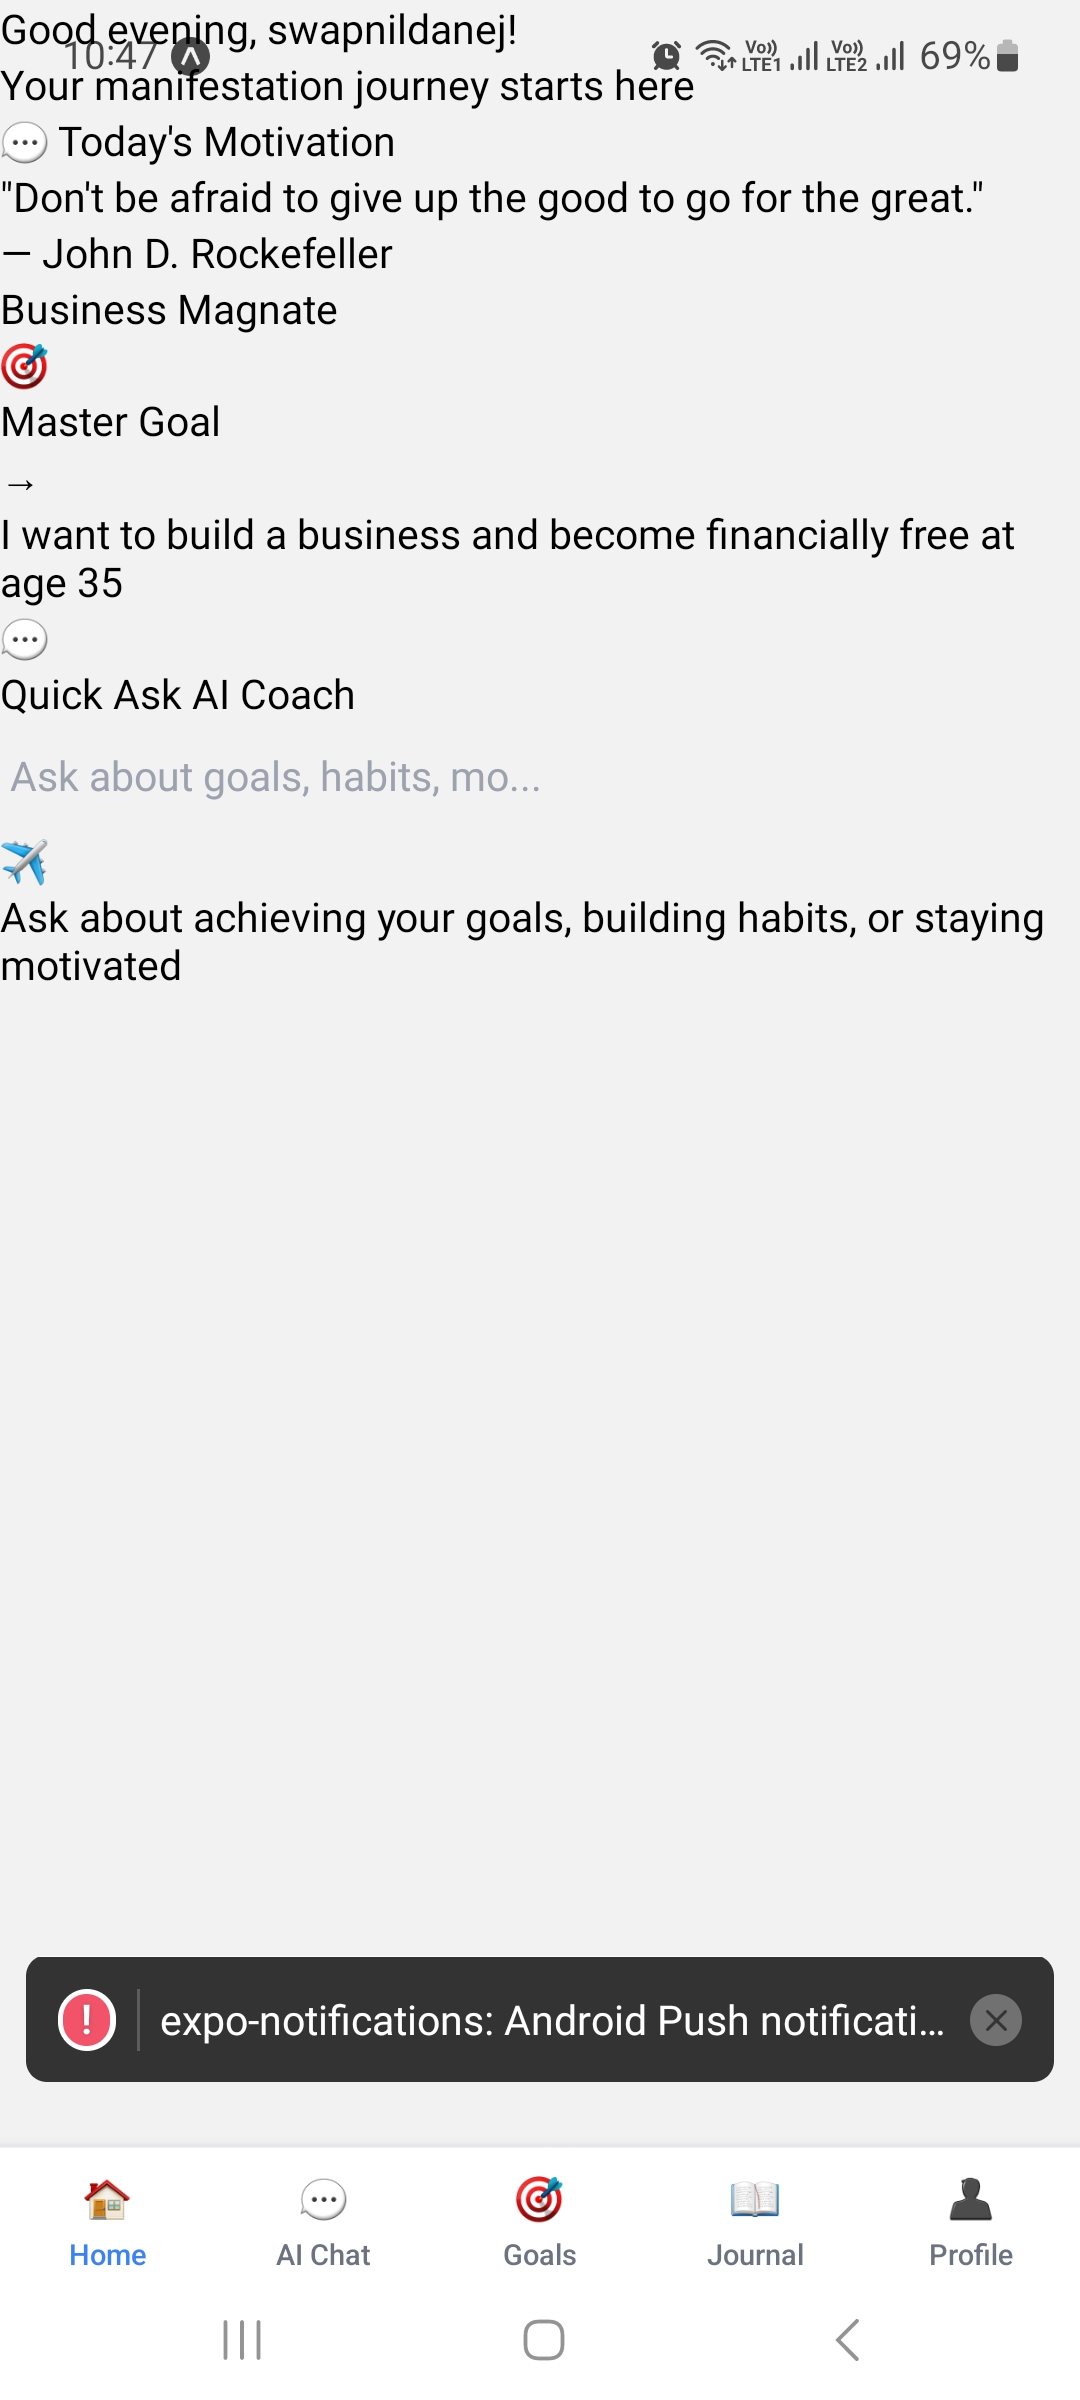 Good evening, swapnildanej!
10:47
Vo)) LTE1 Vo)) LTE2 69%
Your manifestation journey starts here
💬 Today's Motivation
"Don't be afraid to give up the good to go for the great."
— John D. Rockefeller
Business Magnate
🎯
Master Goal
→
I want to build a business and become financially free at
age 35
💬
Quick Ask AI Coach
Ask about goals, habits, mo...
✈️
Ask about achieving your goals, building habits, or staying
motivated
! expo-notifications: Android Push notificati...
Home AI Chat Goals Journal Profile